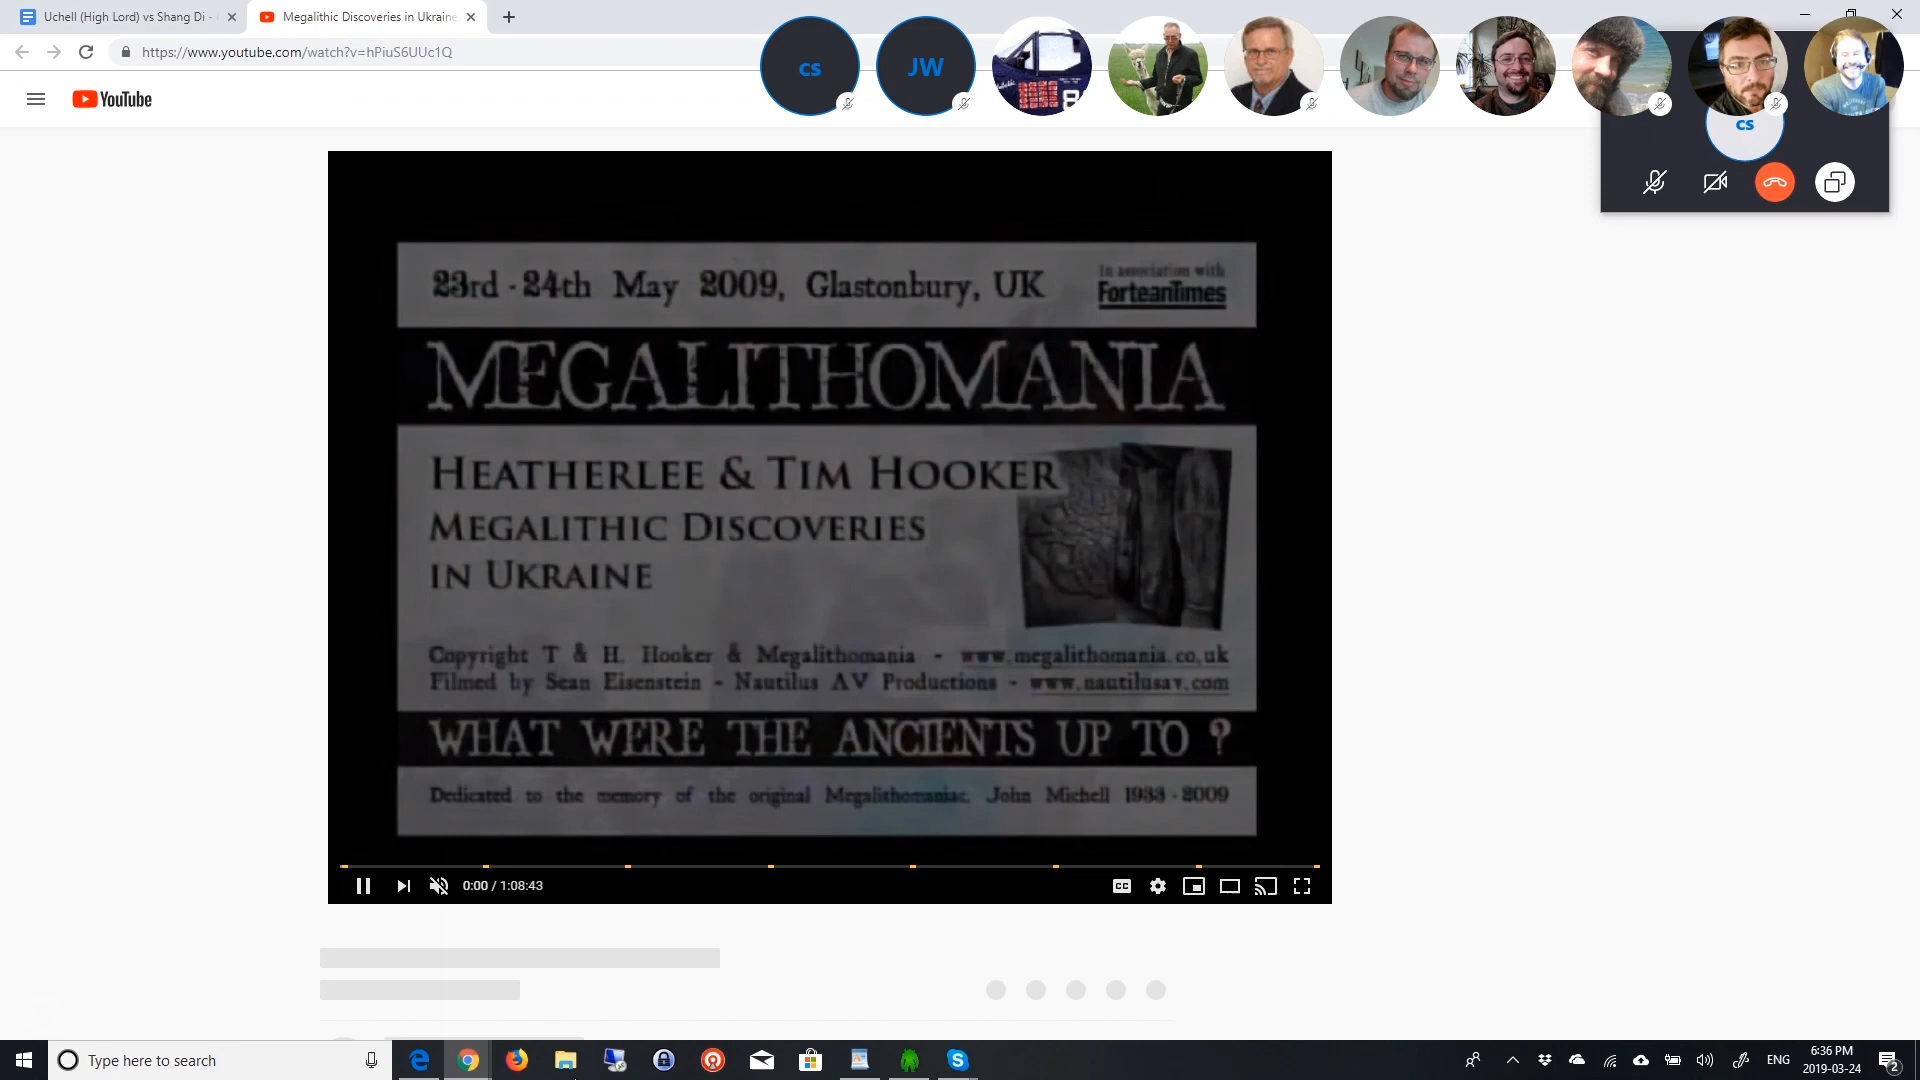 Uchell (High Lord) vs Shang Di -
Megalithic Discoveries in Ukraine
https://www.youtube.com/watch?v=hPiuS6UUc1Q
YouTube
cs
JW
cs
23rd - 24th May 2009, Glastonbury, UK
In association with
ForteanTimes
MEGALITHOMANIA
HEATHERLEE & TIM HOOKER
MEGALITHIC DISCOVERIES
IN UKRAINE
Copyright T & H. Hooker & Megalithomania - www.megalithomania.co.uk
Filmed by Sean Eisenstein - Nautilus AV Productions - www.nautilusav.com
WHAT WERE THE ANCIENTS UP TO ?
Dedicated to the memory of the original Megalithomaniac, John Michell 1933 - 2009
0:00 / 1:08:43
CC
Type here to search
ENG
6:36 PM
2019-03-24
2